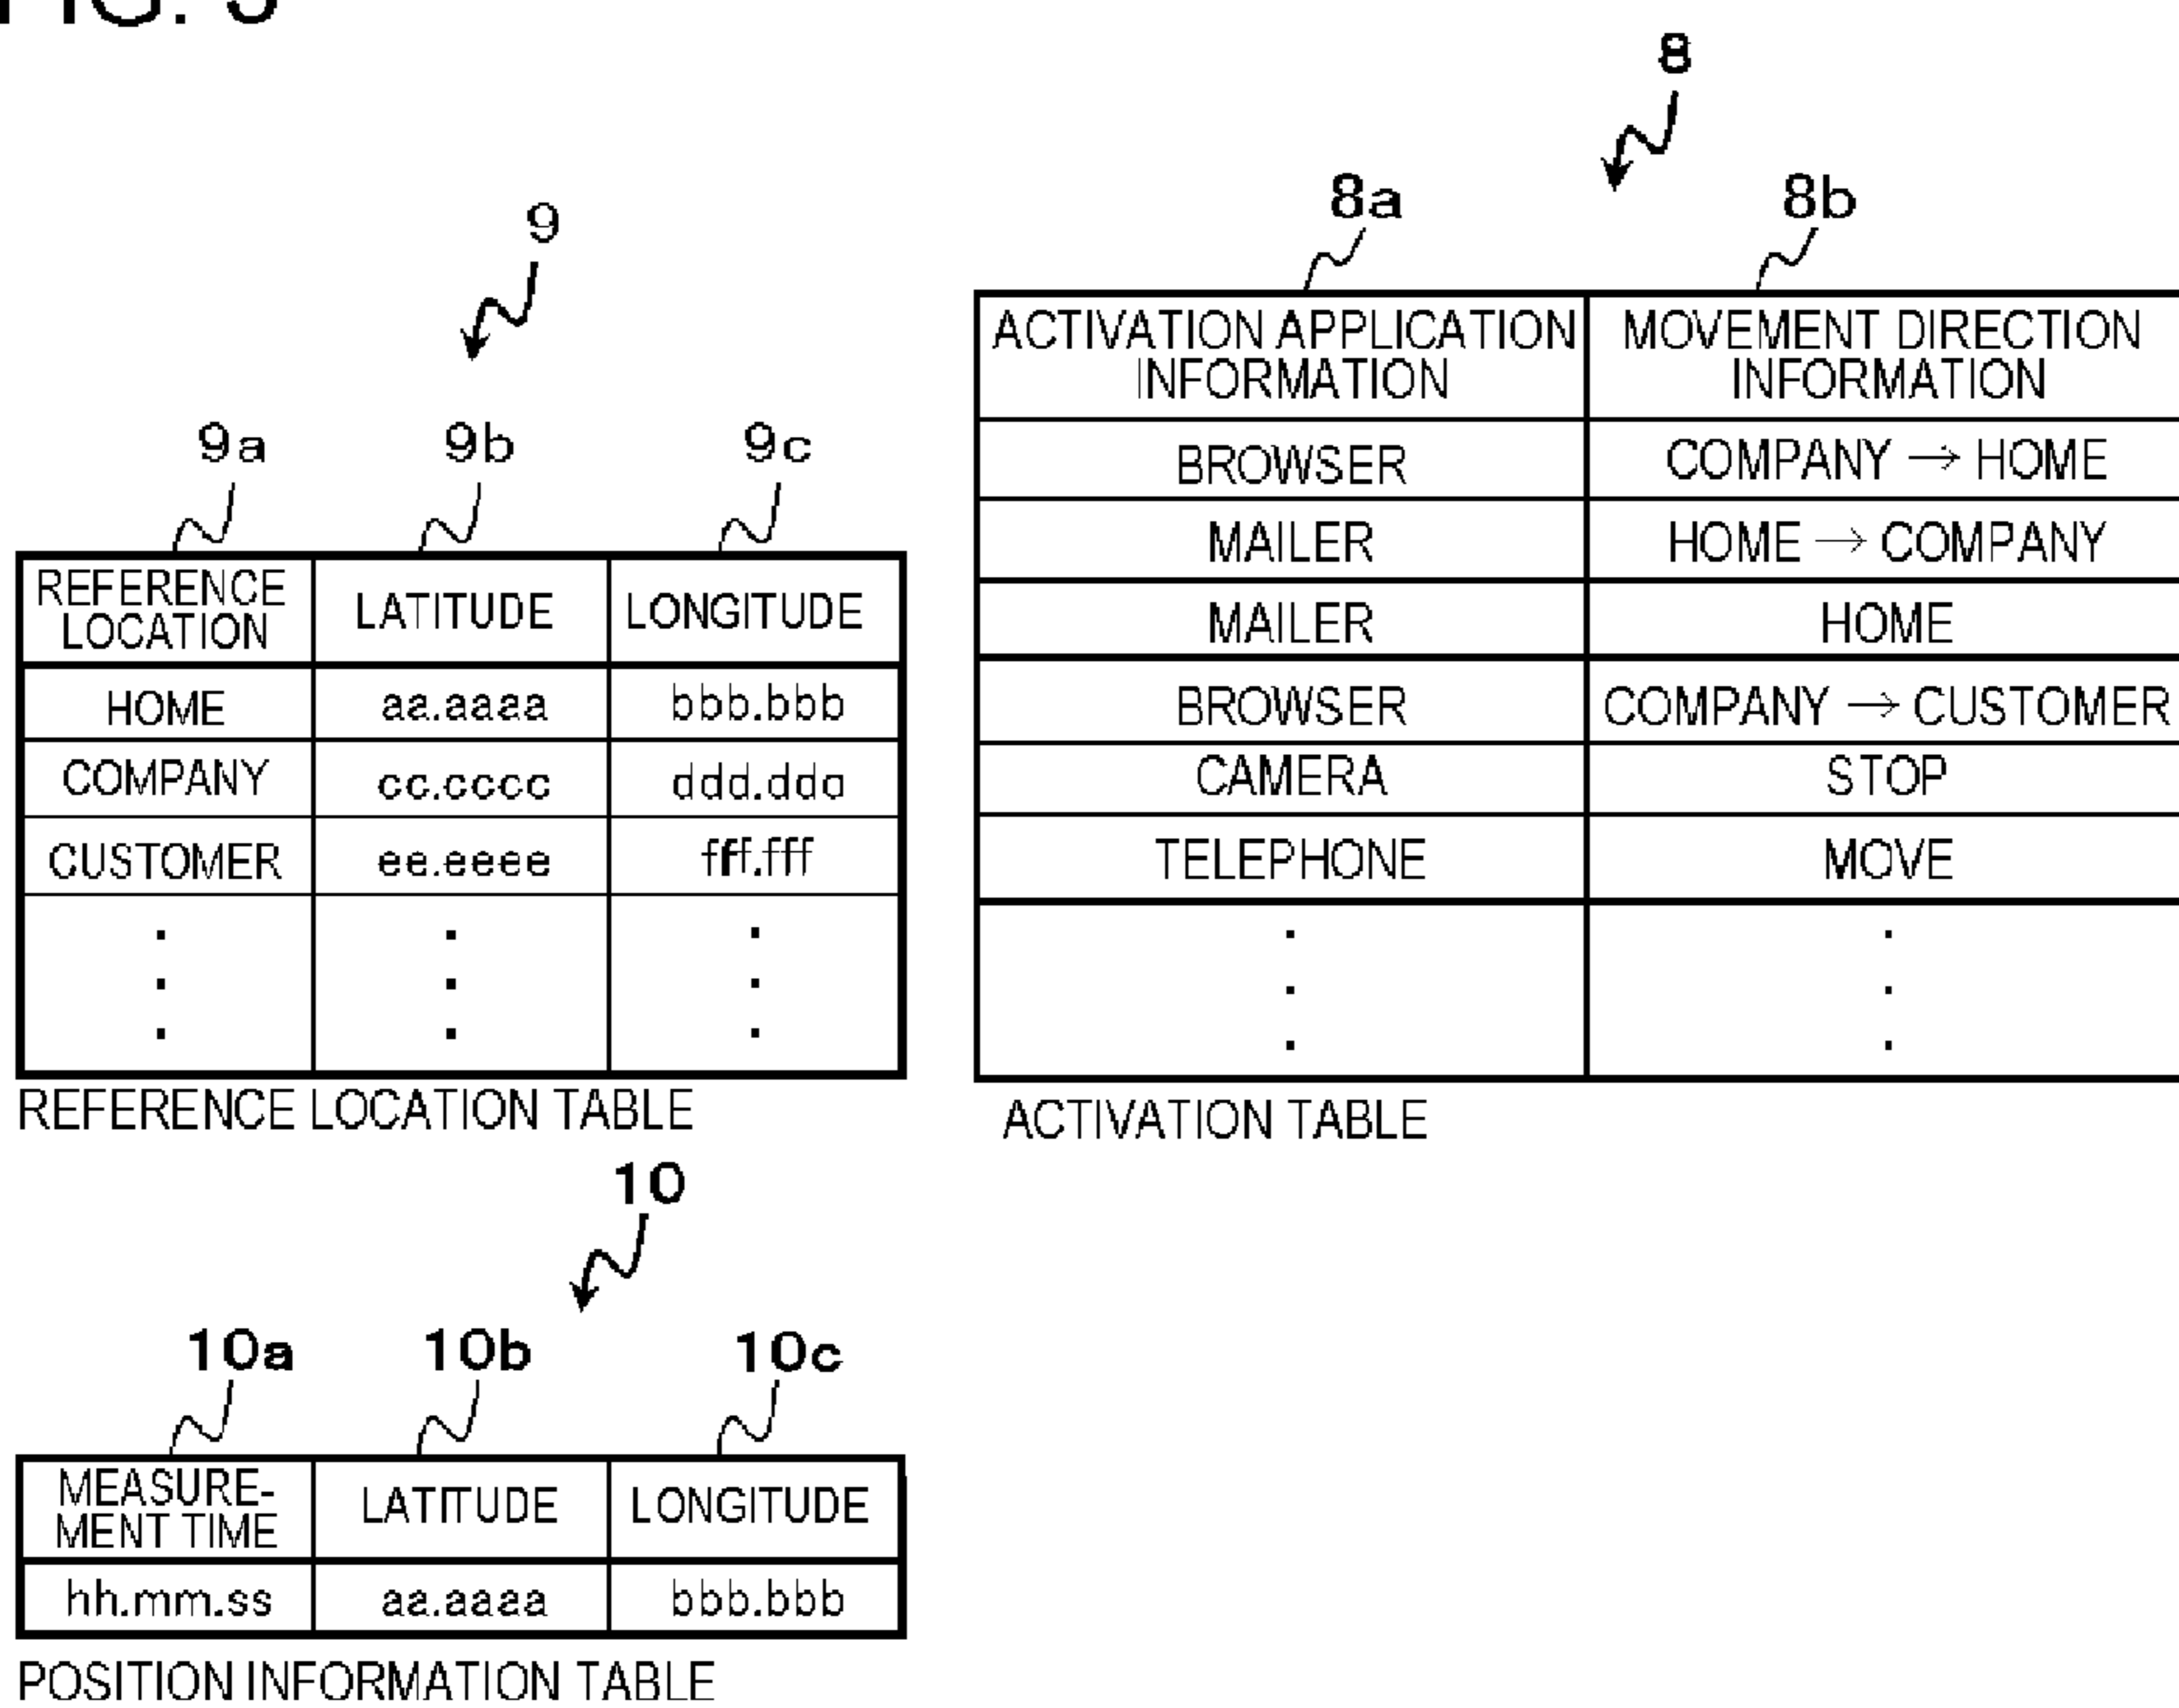 8
9
8a 8b
9a 9b 9c
ACTIVATION APPLICATION
INFORMATION
MOVEMENT DIRECTION
INFORMATION
BROWSER COMPANY → HOME
MAILER HOME → COMPANY
MAILER HOME
BROWSER COMPANY → CUSTOMER
CAMERA STOP
TELEPHONE MOVE
ACTIVATION TABLE
REFERENCE
LOCATION
LATITUDE LONGITUDE
HOME aa.aaaa bbb.bbb
COMPANY cc.cccc ddd.ddd
CUSTOMER ee.eeee fff.fff
REFERENCE LOCATION TABLE
10
10a 10b 10c
MEASURE-
MENT TIME
LATITUDE LONGITUDE
hh.mm.ss aa.aaaa bbb.bbb
POSITION INFORMATION TABLE